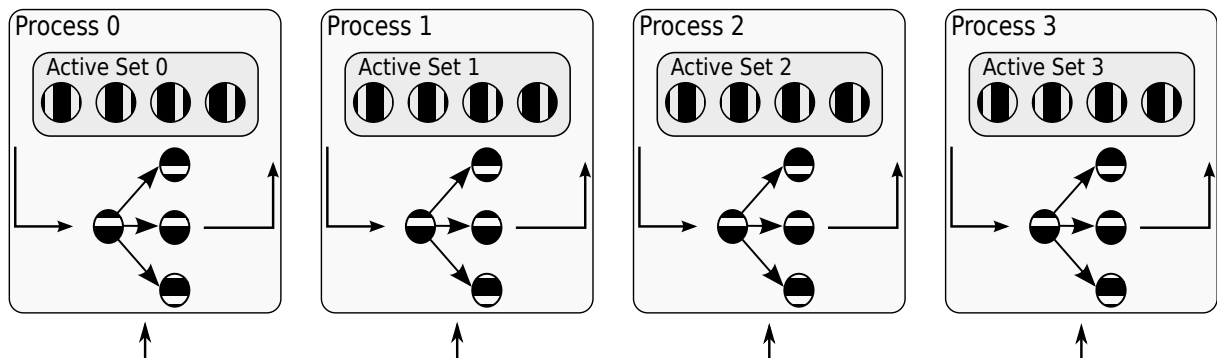 Process 0
Active Set 0
Process 1
Active Set 1
Process 2
Active Set 2
Process 3
Active Set 3